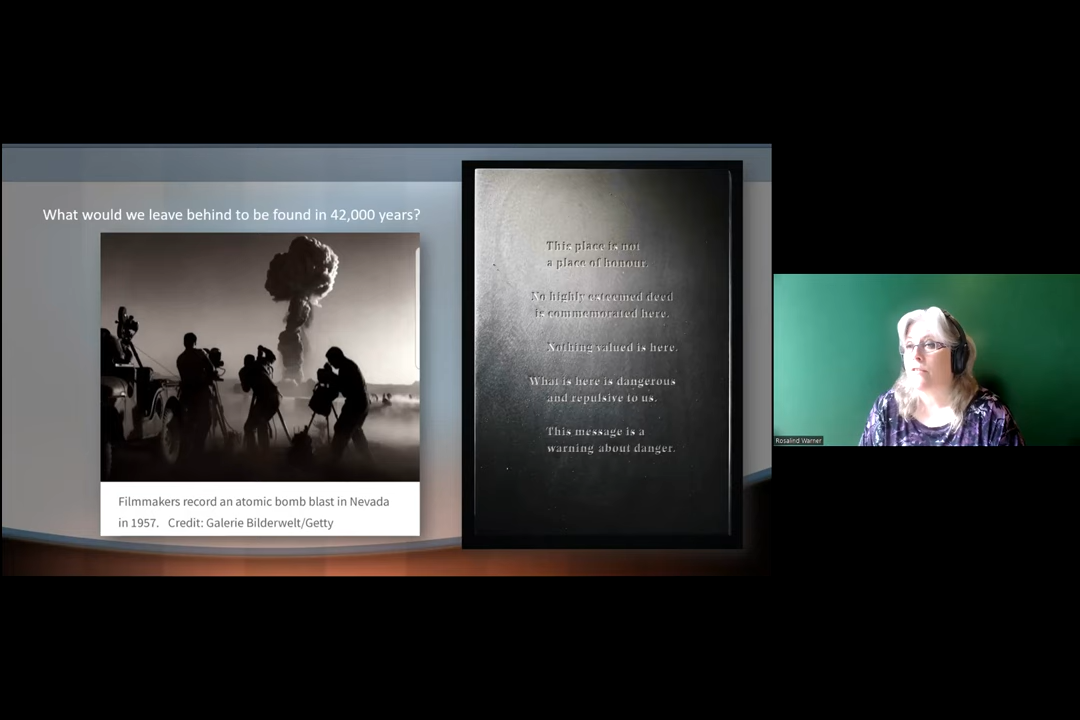 What would we leave behind to be found in 42,000 years?
Filmmakers record an atomic bomb blast in Nevada
in 1957. Credit: Galerie Bilderwelt/Getty
This place is not
a place of honour.
No highly esteemed deed
is commemorated here.
Nothing valued is here.
What is here is dangerous
and repulsive to us.
This message is a
warning about danger.
Rosalind Warner